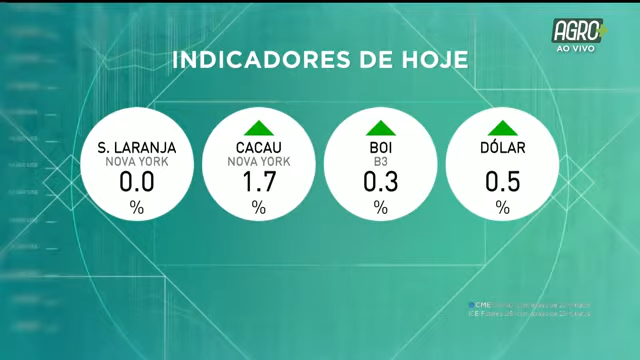 AGRO+
AO VIVO
INDICADORES DE HOJE
S. LARANJA
NOVA YORK
0.0
%
CACAU
NOVA YORK
1.7
%
BOI
B3
0.3
%
DÓLAR
0.5
%
CME